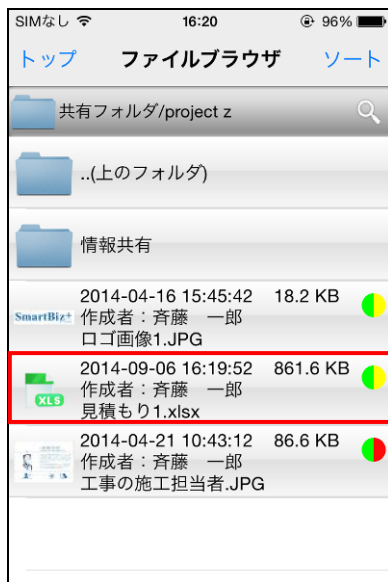 SIMなし 16:20 96%
トップ ファイルブラウザ ソート
共有フォルダ/project z
..(上のフォルダ)
情報共有
2014-04-16 15:45:42 18.2 KB
SmartBiz+ 作成者：斉藤　一郎
ロゴ画像1.JPG
2014-09-06 16:19:52 861.6 KB
XLS 作成者：斉藤　一郎
見積もり1.xlsx
2014-04-21 10:43:12 86.6 KB
作成者：斉藤　一郎
工事の施工担当者.JPG